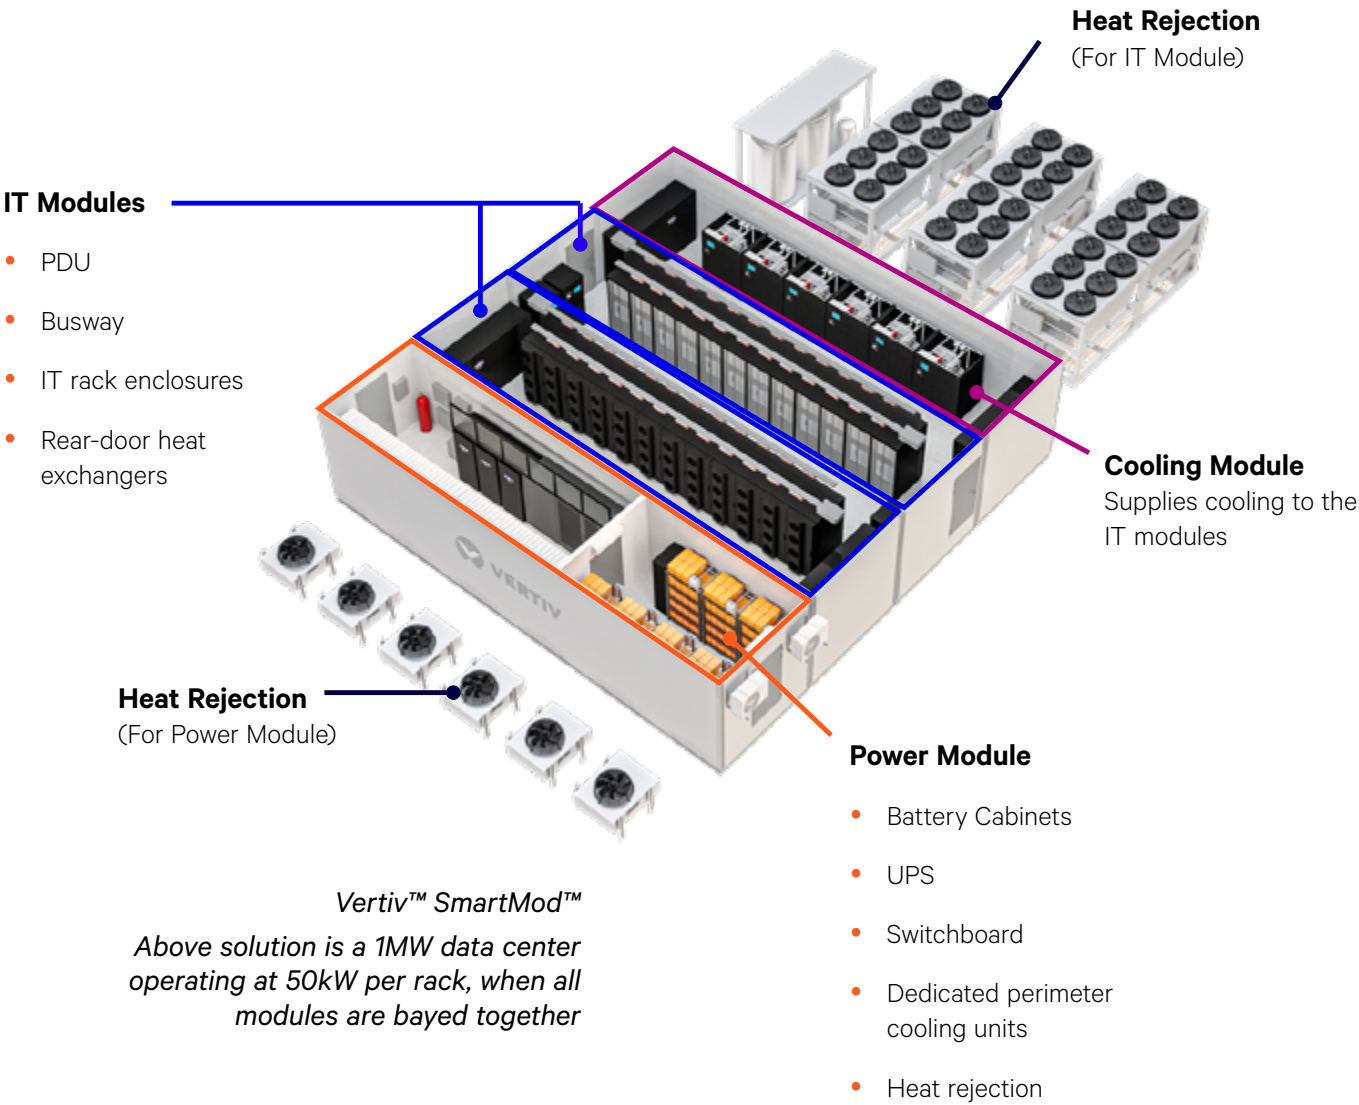 Heat Rejection
(For IT Module)
IT Modules
• PDU
• Busway
• IT rack enclosures
• Rear-door heat
exchangers
Cooling Module
Supplies cooling to the
IT modules
VERTIV
Heat Rejection
(For Power Module)
Power Module
• Battery Cabinets
• UPS
• Switchboard
• Dedicated perimeter
cooling units
• Heat rejection
Vertiv™ SmartMod™
Above solution is a 1MW data center
operating at 50kW per rack, when all
modules are bayed together